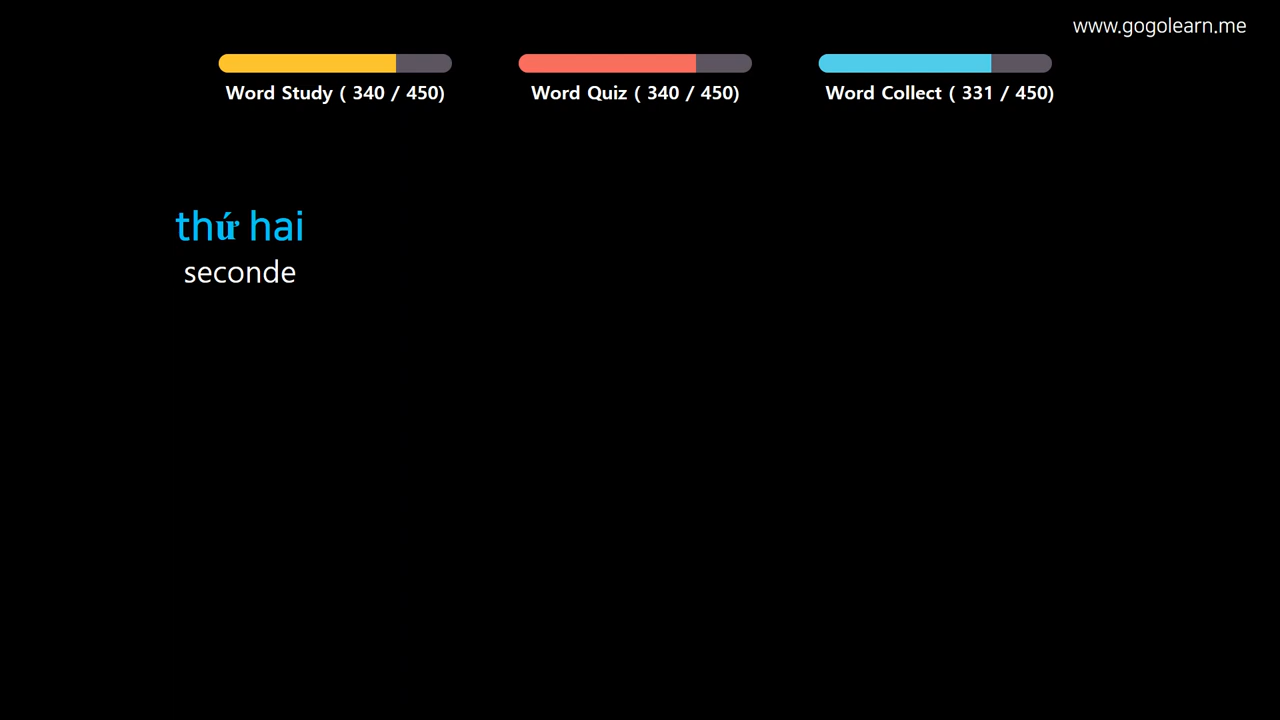 www.gogolearn.me
Word Study ( 340 / 450)
Word Quiz ( 340 / 450)
Word Collect ( 331 / 450)
thứ hai
seconde